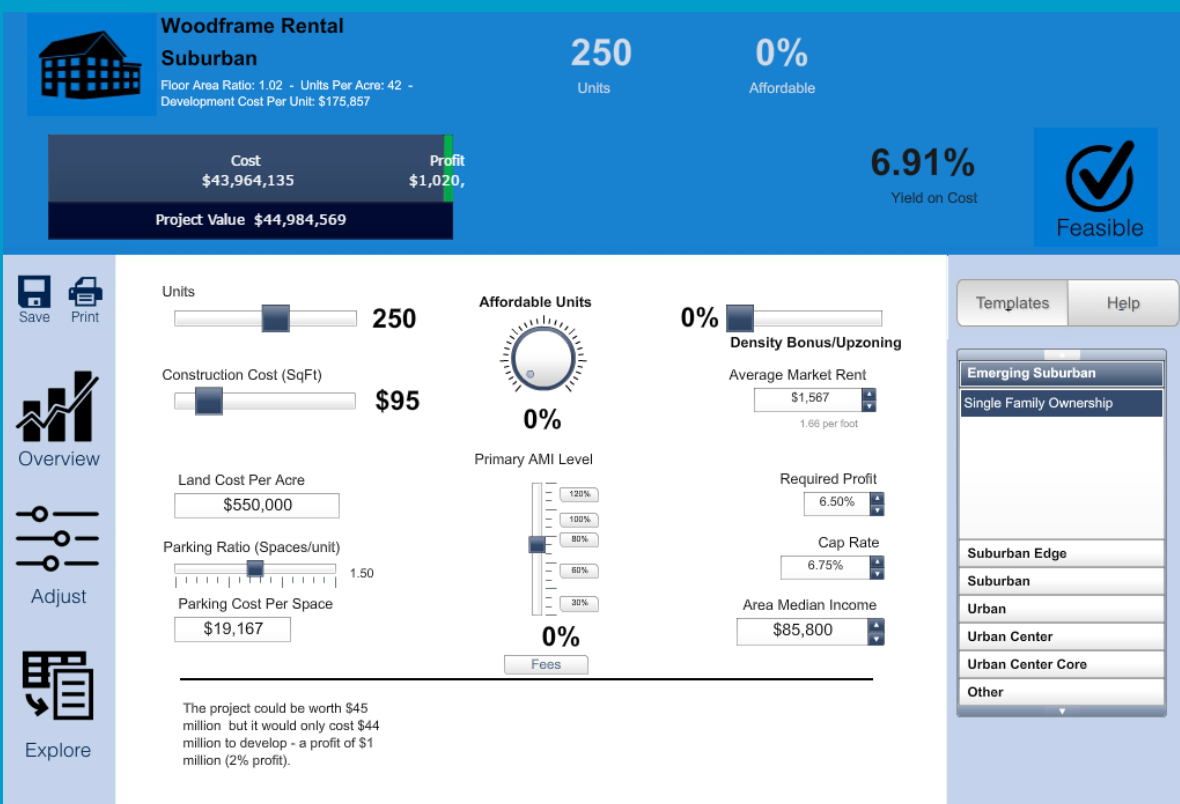 Woodframe Rental
Suburban
Floor Area Ratio: 1.02 - Units Per Acre: 42 -
Development Cost Per Unit: $175,857
250
Units
0%
Affordable
Cost
$43,964,135
Profit
$1,020,
Project Value $44,984,569
6.91%
Yield on Cost
Feasible
Save
Print
Overview
Adjust
Explore
Units
250
Construction Cost (SqFt)
$95
Land Cost Per Acre
$550,000
Parking Ratio (Spaces/unit)
1.50
Parking Cost Per Space
$19,167
Affordable Units
0%
Primary AMI Level
120%
100%
80%
60%
30%
0%
Fees
0%
Density Bonus/Upzoning
Average Market Rent
$1,567
1.66 per foot
Required Profit
6.50%
Cap Rate
6.75%
Area Median Income
$85,800
The project could be worth $45
million but it would only cost $44
million to develop - a profit of $1
million (2% profit).
Templates
Help
Emerging Suburban
Single Family Ownership
Suburban Edge
Suburban
Urban
Urban Center
Urban Center Core
Other